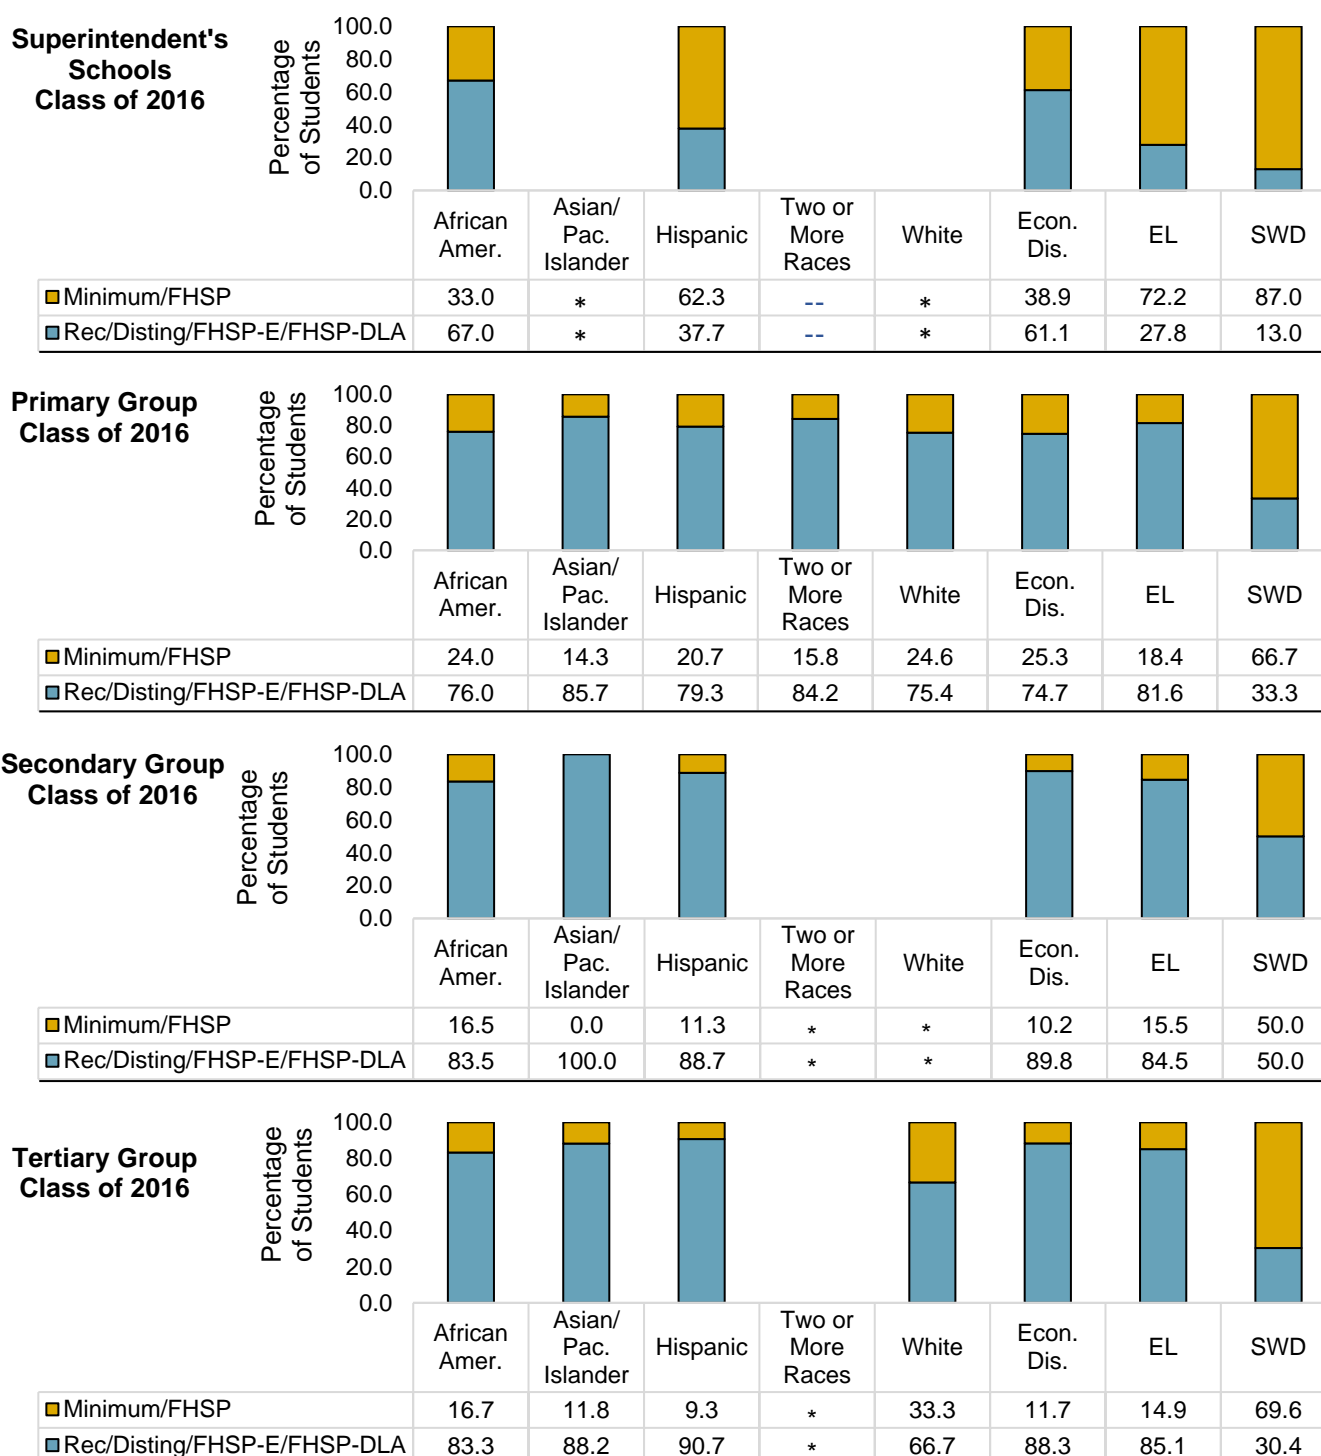 Superintendent's
Schools
Class of 2016
Percentage
of Students
100.0
80.0
60.0
40.0
20.0
0.0
African Amer. Asian/ Pac. Islander Hispanic Two or More Races White Econ. Dis. EL SWD
Minimum/FHSP 33.0 * 62.3 -- * 38.9 72.2 87.0
Rec/Disting/FHSP-E/FHSP-DLA 67.0 * 37.7 -- * 61.1 27.8 13.0
Primary Group
Class of 2016
Percentage
of Students
100.0
80.0
60.0
40.0
20.0
0.0
African Amer. Asian/ Pac. Islander Hispanic Two or More Races White Econ. Dis. EL SWD
Minimum/FHSP 24.0 14.3 20.7 15.8 24.6 25.3 18.4 66.7
Rec/Disting/FHSP-E/FHSP-DLA 76.0 85.7 79.3 84.2 75.4 74.7 81.6 33.3
Secondary Group
Class of 2016
Percentage
of Students
100.0
80.0
60.0
40.0
20.0
0.0
African Amer. Asian/ Pac. Islander Hispanic Two or More Races White Econ. Dis. EL SWD
Minimum/FHSP 16.5 0.0 11.3 * * 10.2 15.5 50.0
Rec/Disting/FHSP-E/FHSP-DLA 83.5 100.0 88.7 * * 89.8 84.5 50.0
Tertiary Group
Class of 2016
Percentage
of Students
100.0
80.0
60.0
40.0
20.0
0.0
African Amer. Asian/ Pac. Islander Hispanic Two or More Races White Econ. Dis. EL SWD
Minimum/FHSP 16.7 11.8 9.3 * 33.3 11.7 14.9 69.6
Rec/Disting/FHSP-E/FHSP-DLA 83.3 88.2 90.7 * 66.7 88.3 85.1 30.4